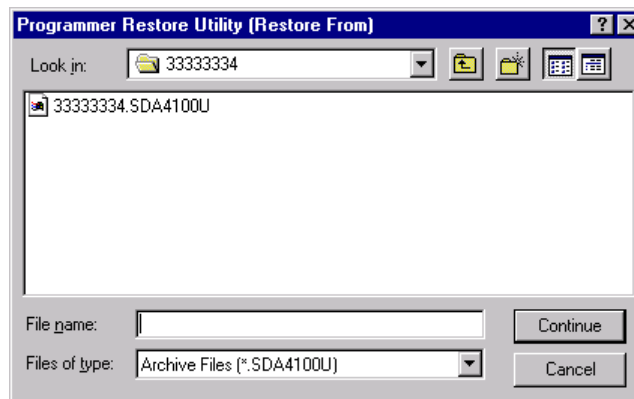 Programmer Restore Utility (Restore From)
Look in: 33333334
33333334.SDA4100U
File name:
Continue
Files of type: Archive Files (*.SDA4100U)
Cancel